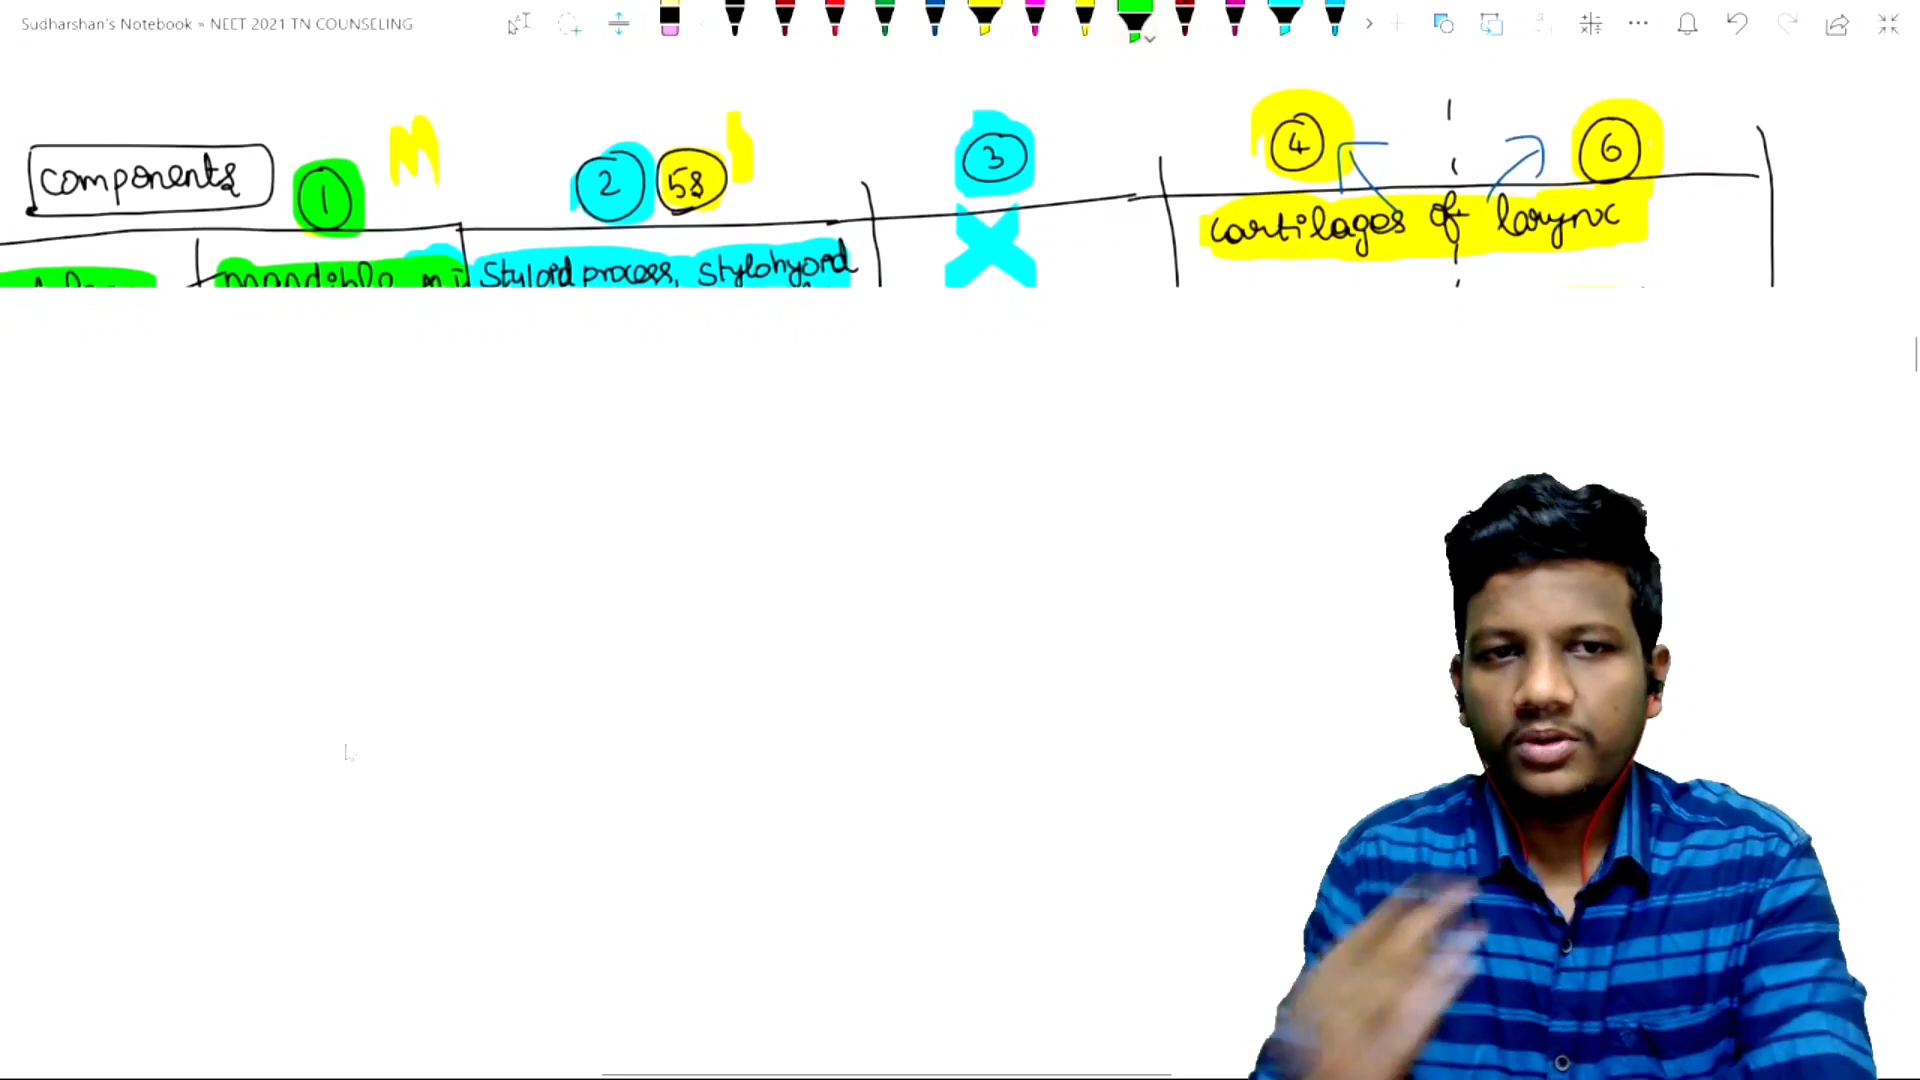 Sudharshan's Notebook » NEET 2021 TN COUNSELING
M
components 1 2 58 3 4 6
cartilages of larynx
mandible Styloid process, Stylohyoid